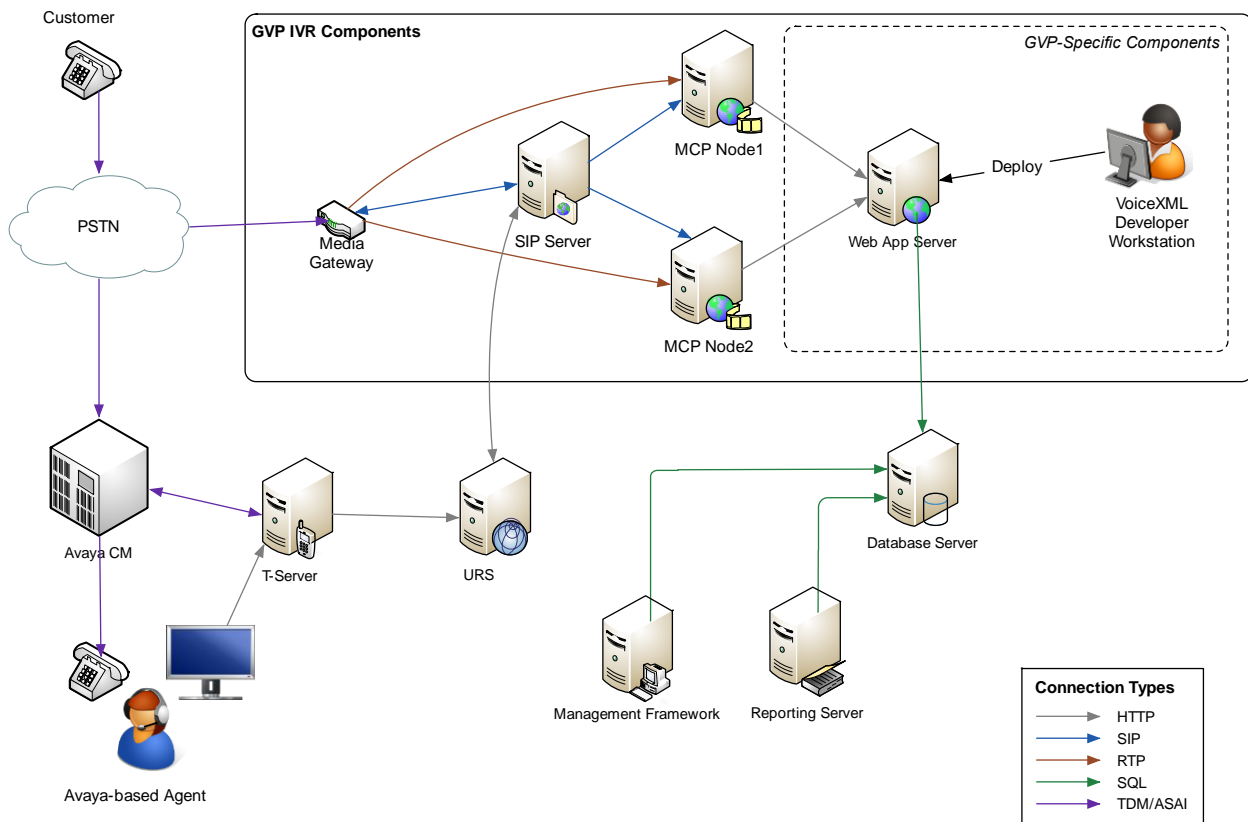 Customer
GVP IVR Components
GVP-Specific Components
MCP Node1
Deploy
PSTN
SIP Server
Web App Server
VoiceXML
Developer
Workstation
Media
Gateway
MCP Node2
Avaya CM
T-Server
URS
Database Server
Management Framework
Reporting Server
Avaya-based Agent
Connection Types
HTTP
SIP
RTP
SQL
TDM/ASAI